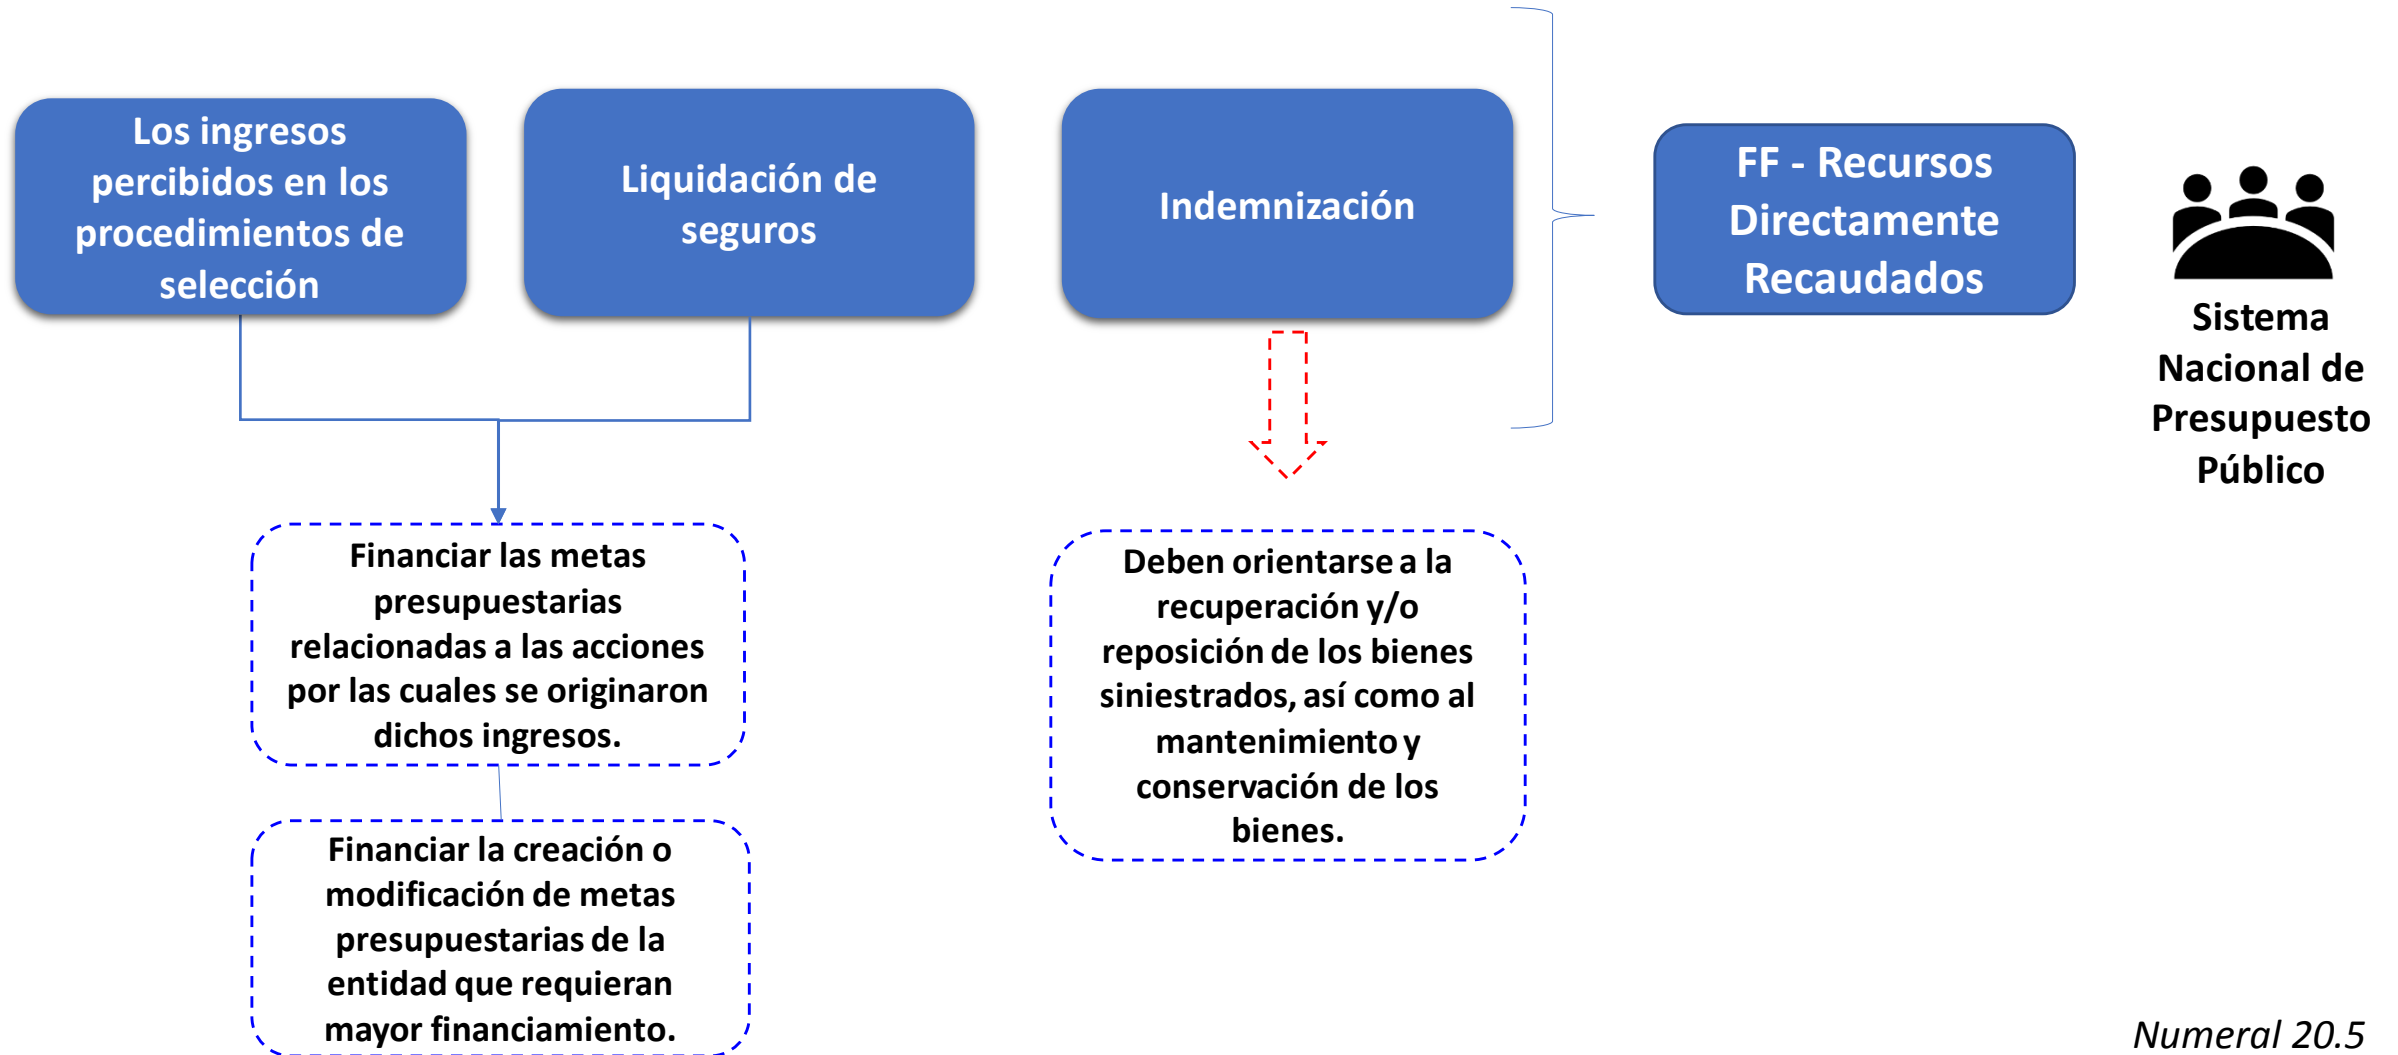 Los ingresos
percibidos en los
procedimientos de
selección
Liquidación de
seguros
Indemnización
FF - Recursos
Directamente
Recaudados
Sistema
Nacional de
Presupuesto
Público
Financiar las metas
presupuestarias
relacionadas a las acciones
por las cuales se originaron
dichos ingresos.
Deben orientarse a la
recuperación y/o
reposición de los bienes
siniestrados, así como al
mantenimiento y
conservación de los
bienes.
Financiar la creación o
modificación de metas
presupuestarias de la
entidad que requieran
mayor financiamiento.
Numeral 20.5